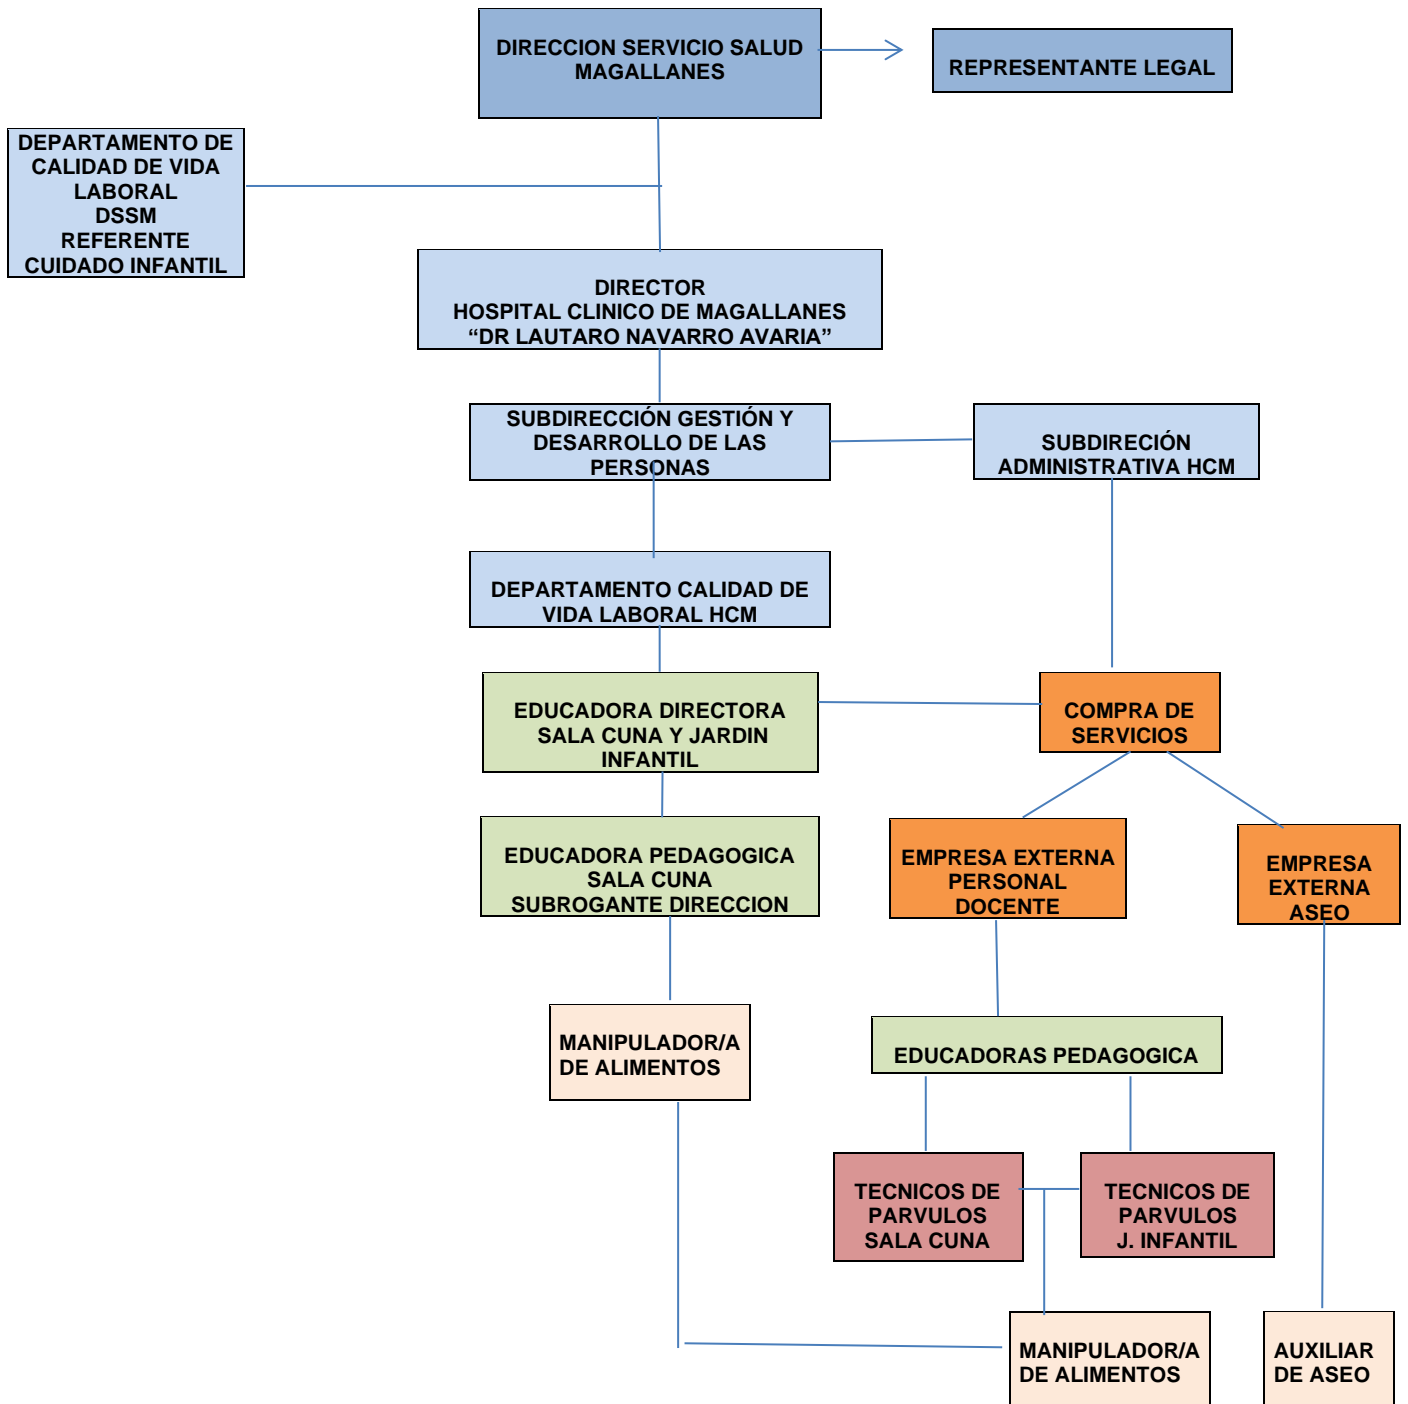 DIRECCION SERVICIO SALUD
MAGALLANES
REPRESENTANTE LEGAL
DEPARTAMENTO DE
CALIDAD DE VIDA
LABORAL
DSSM
REFERENTE
CUIDADO INFANTIL
DIRECTOR
HOSPITAL CLINICO DE MAGALLANES
“DR LAUTARO NAVARRO AVARIA”
SUBDIRECCIÓN GESTIÓN Y
DESARROLLO DE LAS
PERSONAS
SUBDIRECIÓN
ADMINISTRATIVA HCM
DEPARTAMENTO CALIDAD DE
VIDA LABORAL HCM
EDUCADORA DIRECTORA
SALA CUNA Y JARDIN
INFANTIL
COMPRA DE
SERVICIOS
EDUCADORA PEDAGOGICA
SALA CUNA
SUBROGANTE DIRECCION
EMPRESA EXTERNA
PERSONAL
DOCENTE
EMPRESA
EXTERNA
ASEO
MANIPULADOR/A
DE ALIMENTOS
EDUCADORAS PEDAGOGICA
TECNICOS DE
PARVULOS
SALA CUNA
TECNICOS DE
PARVULOS
J. INFANTIL
MANIPULADOR/A
DE ALIMENTOS
AUXILIAR
DE ASEO